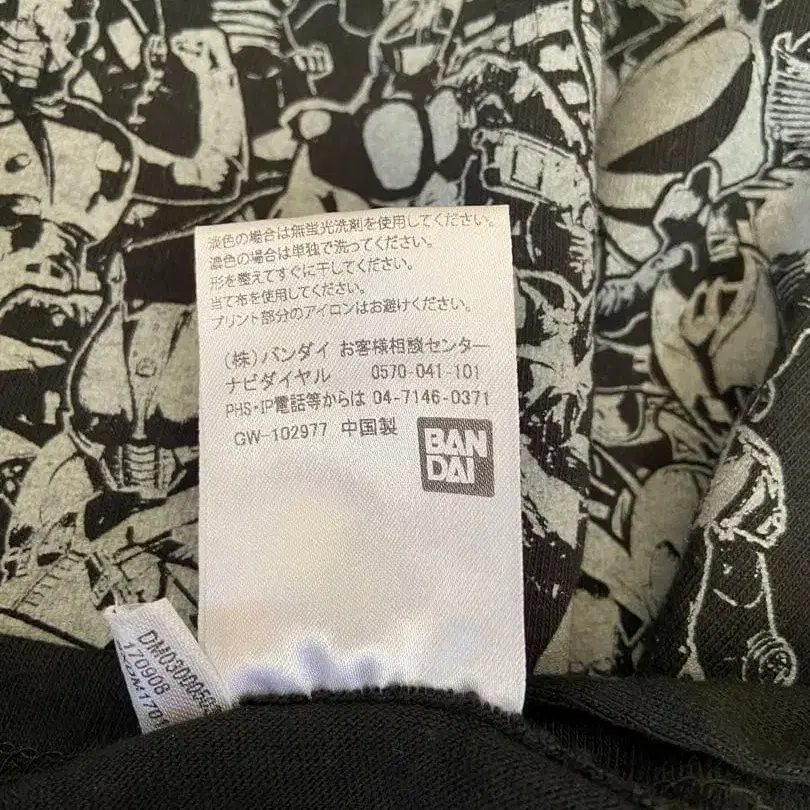 淡色の場合は無蛍光洗剤を使用してください。
濃色の場合は単独で洗ってください。
形を整えてすぐに干してください。
当て布を使用してください。
プリント部分のアイロンはお避けください。
(株)バンダイ お客様相談センター
ナビダイヤル 0570-041-101
PHS・IP電話等からは 04-7146-0371
GW-102977 中国製
BAN
DAI
170908